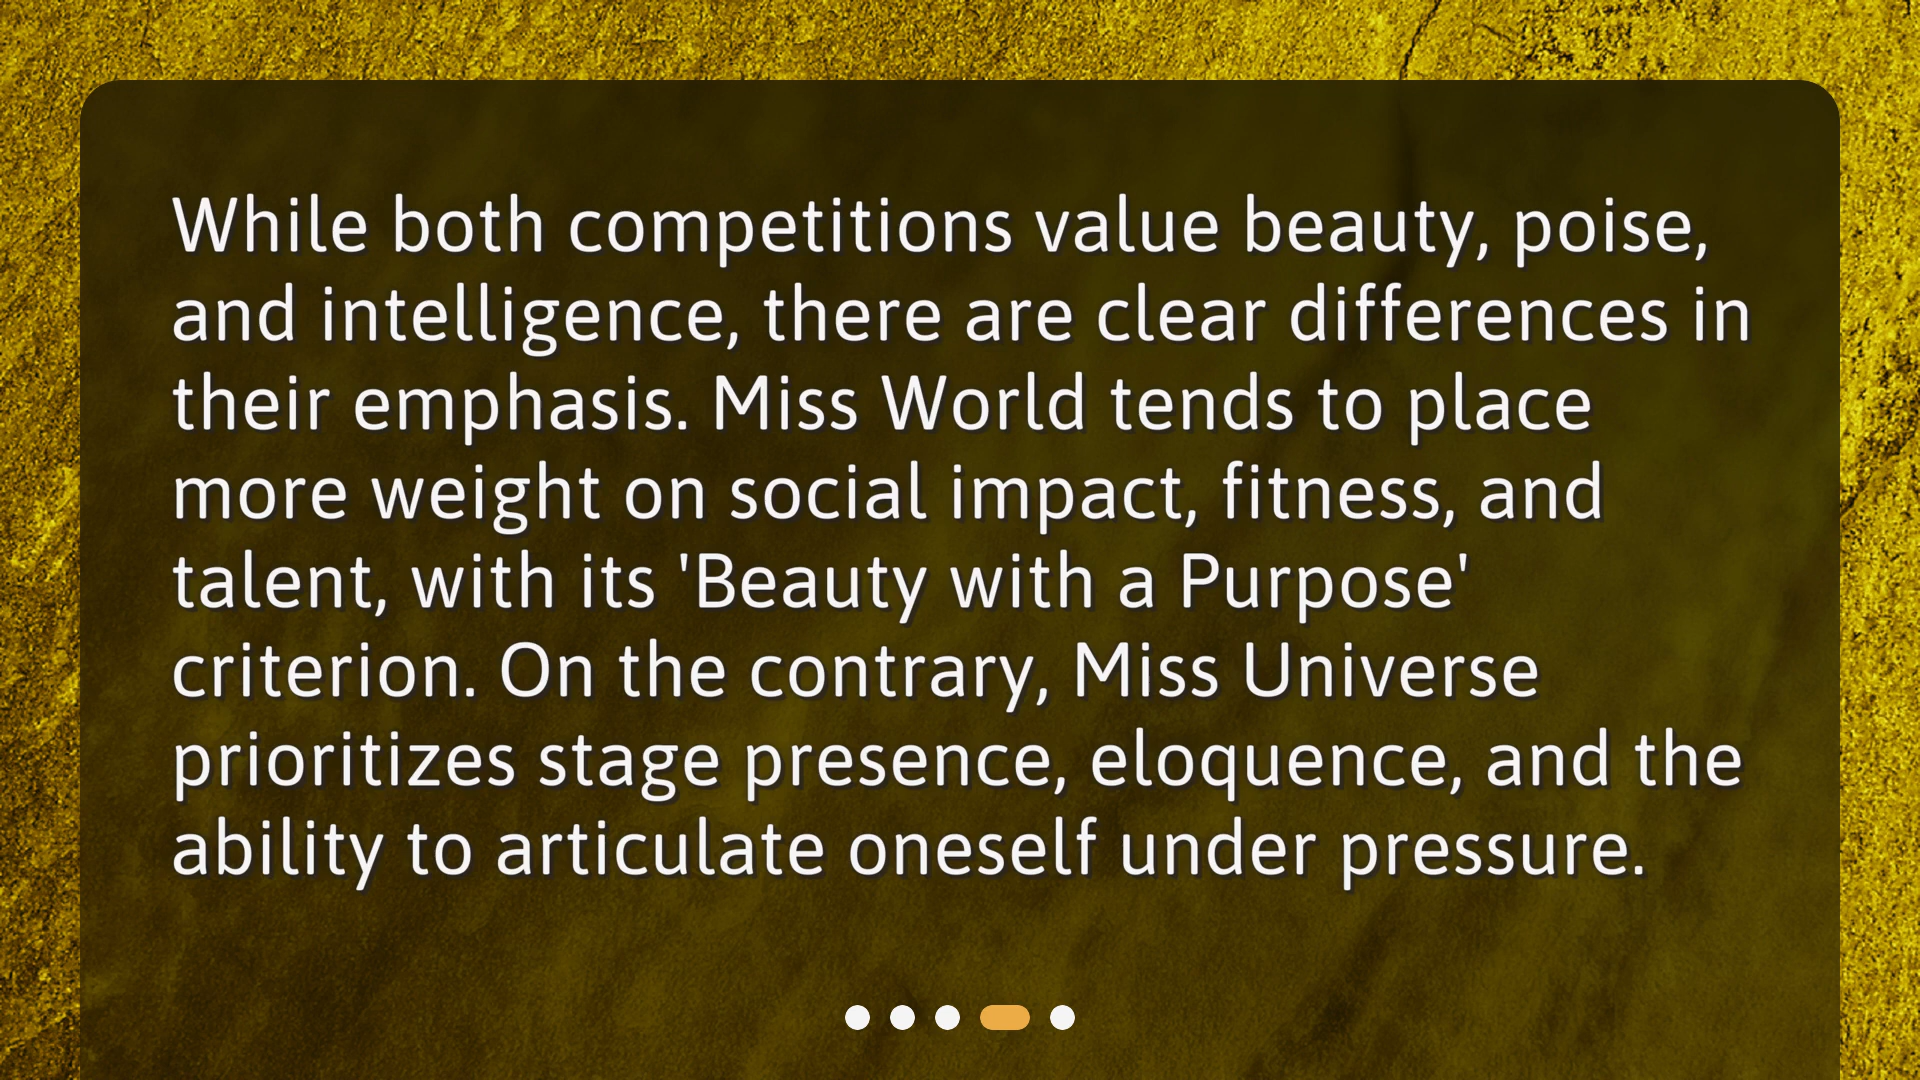 While both competitions value beauty, poise,
and intelligence, there are clear differences in
their emphasis. Miss World tends to place
more weight on social impact, fitness, and
talent, with its 'Beauty with a Purpose'
criterion. On the contrary, Miss Universe
prioritizes stage presence, eloquence, and the
ability to articulate oneself under pressure.